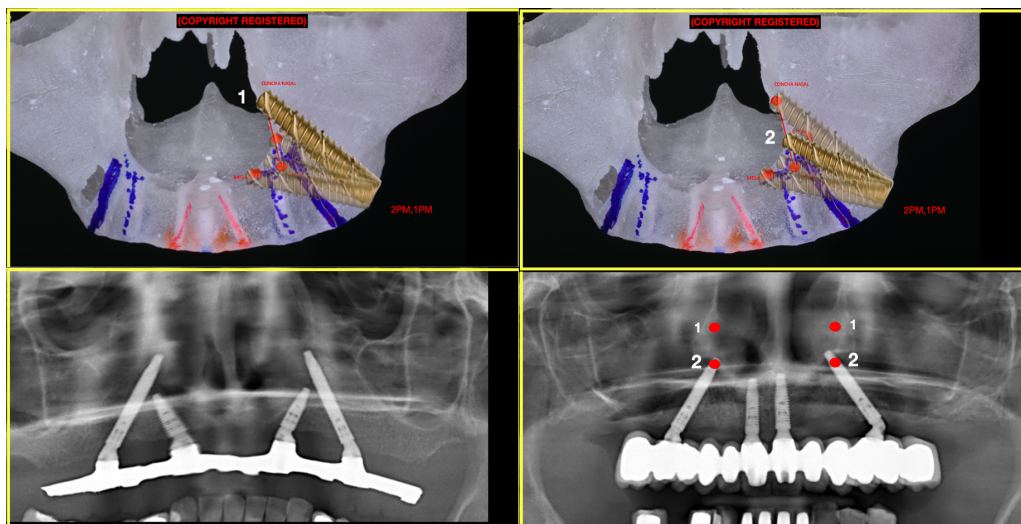 (COPYRIGHT REGISTERED)
CONCHA NASAL
1
2PM,1PM
(COPYRIGHT REGISTERED)
CONCHA NASAL
2
2PM,1PM
1
1
2
2